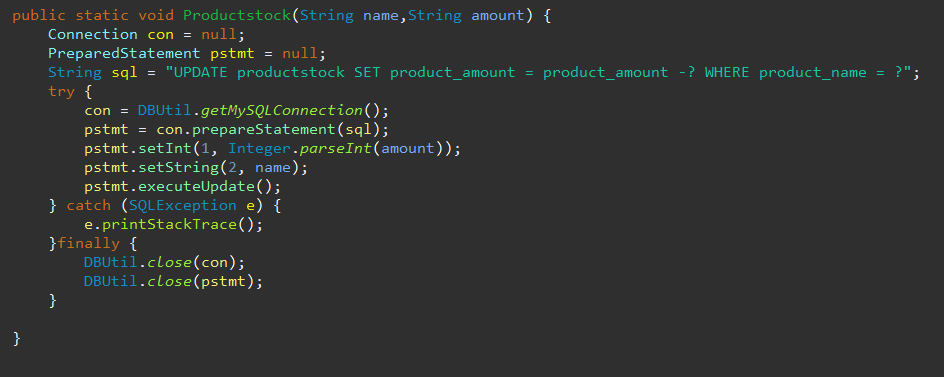 public static void Productstock(String name,String amount) {
    Connection con = null;
    PreparedStatement pstmt = null;
    String sql = "UPDATE productstock SET product_amount = product_amount -? WHERE product_name = ?";
    try {
        con = DBUtil.getMySQLConnection();
        pstmt = con.prepareStatement(sql);
        pstmt.setInt(1, Integer.parseInt(amount));
        pstmt.setString(2, name);
        pstmt.executeUpdate();
    } catch (SQLException e) {
        e.printStackTrace();
    }finally {
        DBUtil.close(con);
        DBUtil.close(pstmt);
    }
}